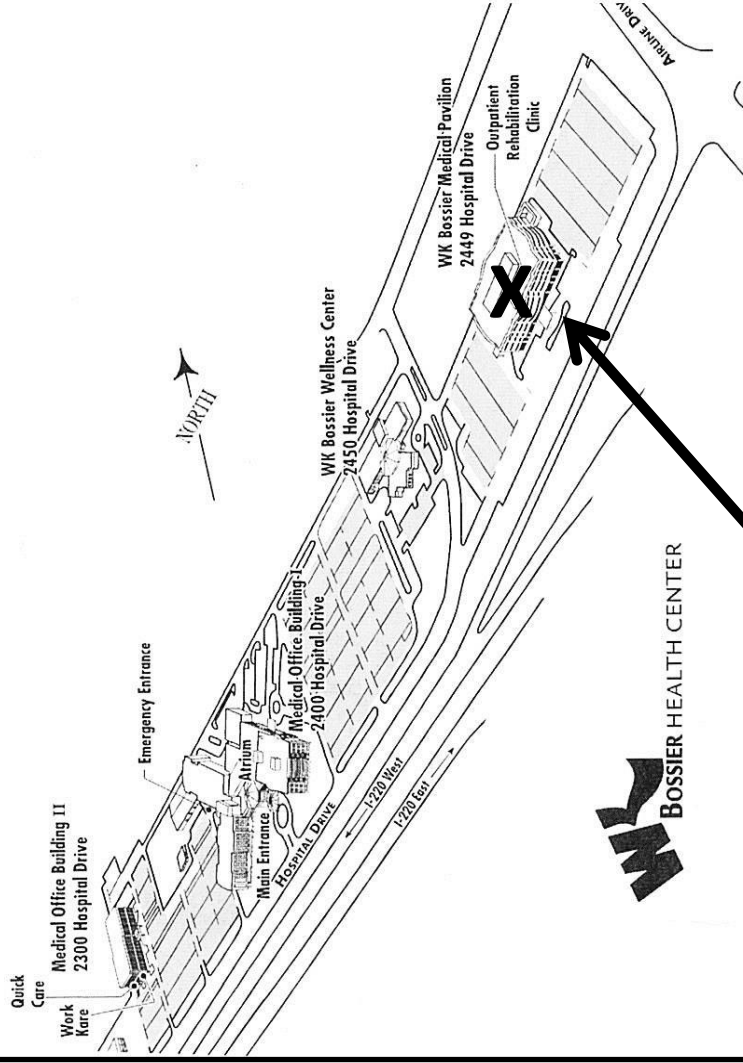 Quick
Care
Work
Kare
Medical Office Building II
2300 Hospital Drive
Emergency Entrance
NORTH
Atrium
Main Entrance
Medical Office Building I
2400 Hospital Drive
HOSPITAL DRIVE
I-220 West
I-220 East
WK Bossier Wellness Center
2450 Hospital Drive
WK Bossier Medical Pavilion
2449 Hospital Drive
Outpatient
Rehabilitation
Clinic
X
AIRLINE DRIVE
WK
BOSSIER HEALTH CENTER